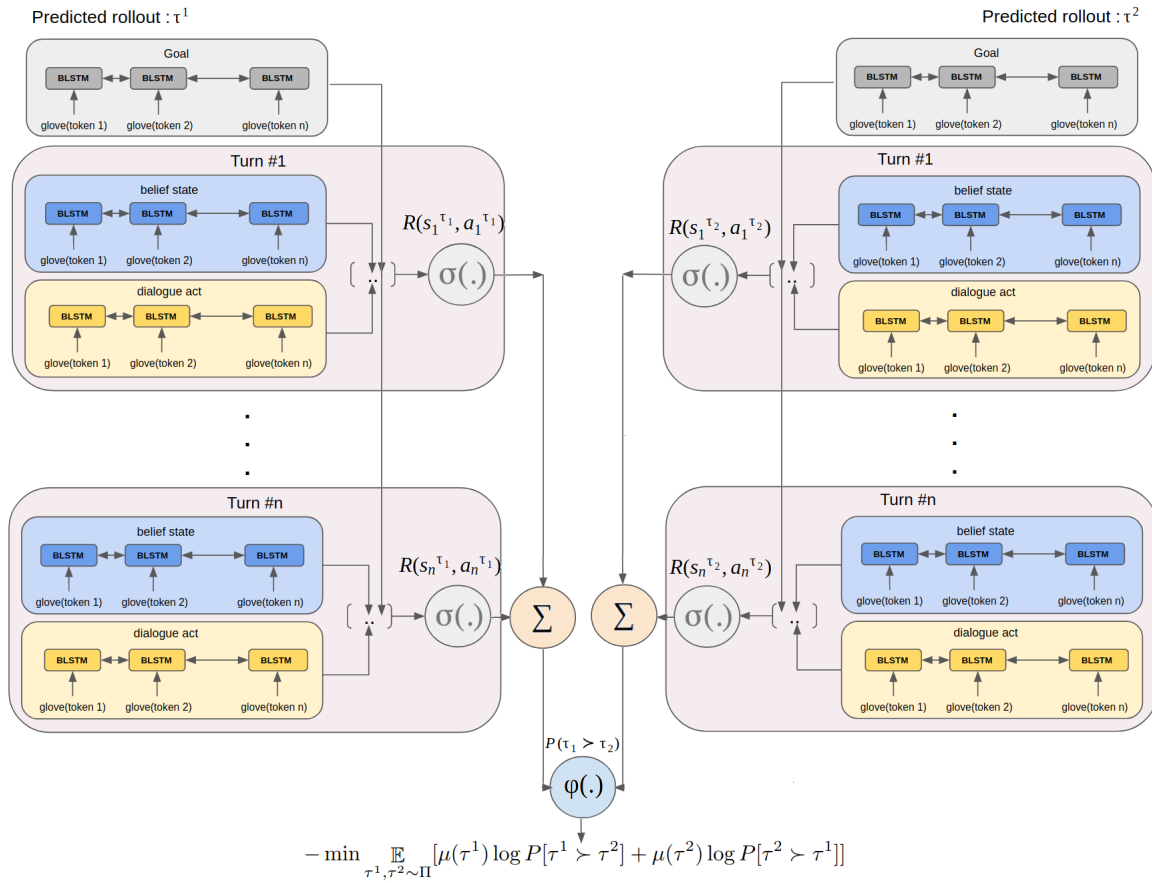 Predicted rollout : τ¹
Goal
BLSTM BLSTM BLSTM
glove(token 1) glove(token 2) glove(token n)
Turn #1
belief state
BLSTM BLSTM BLSTM
glove(token 1) glove(token 2) glove(token n)
dialogue act
BLSTM BLSTM BLSTM
glove(token 1) glove(token 2) glove(token n)
[ .. ]
R(s₁^τ₁, a₁^τ₁)
σ(.)
.
.
.
Turn #n
belief state
BLSTM BLSTM BLSTM
glove(token 1) glove(token 2) glove(token n)
dialogue act
BLSTM BLSTM BLSTM
glove(token 1) glove(token 2) glove(token n)
[ .. ]
R(sₙ^τ₁, aₙ^τ₁)
σ(.)
Σ
Predicted rollout : τ²
Goal
BLSTM BLSTM BLSTM
glove(token 1) glove(token 2) glove(token n)
Turn #1
belief state
BLSTM BLSTM BLSTM
glove(token 1) glove(token 2) glove(token n)
dialogue act
BLSTM BLSTM BLSTM
glove(token 1) glove(token 2) glove(token n)
[ .. ]
R(s₁^τ₂, a₁^τ₂)
σ(.)
.
.
.
Turn #n
belief state
BLSTM BLSTM BLSTM
glove(token 1) glove(token 2) glove(token n)
dialogue act
BLSTM BLSTM BLSTM
glove(token 1) glove(token 2) glove(token n)
[ .. ]
R(sₙ^τ₂, aₙ^τ₂)
σ(.)
Σ
P(τ₁ ≻ τ₂)
φ(.)
− min 𝔼 [μ(τ¹) log P[τ¹ ≻ τ²] + μ(τ²) log P[τ² ≻ τ¹]]
τ¹,τ²∼Π